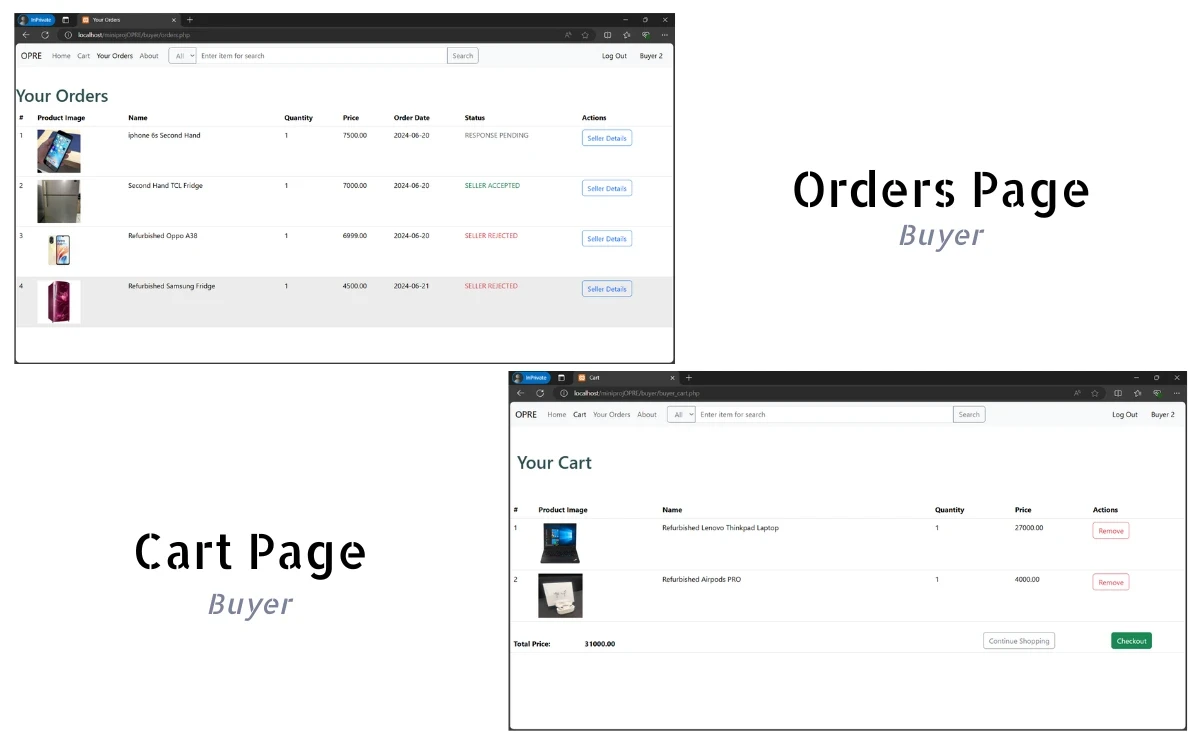 InPrivate Your Orders
localhost/miniprojOPRE/buyer/orders.php
OPRE Home Cart Your Orders About All Enter item for search Search Log Out Buyer 2
Your Orders
# Product Image Name Quantity Price Order Date Status Actions
1 iphone 6s Second Hand 1 7500.00 2024-06-20 RESPONSE PENDING Seller Details
2 Second Hand TCL Fridge 1 7000.00 2024-06-20 SELLER ACCEPTED Seller Details
3 Refurbished Oppo A38 1 6999.00 2024-06-20 SELLER REJECTED Seller Details
4 Refurbished Samsung Fridge 1 4500.00 2024-06-21 SELLER REJECTED Seller Details
Orders Page
Buyer
InPrivate Cart
localhost/miniprojOPRE/buyer/buyer_cart.php
OPRE Home Cart Your Orders About All Enter item for search Search Log Out Buyer 2
Your Cart
# Product Image Name Quantity Price Actions
1 Refurbished Lenovo Thinkpad Laptop 1 27000.00 Remove
2 Refurbished Airpods PRO 1 4000.00 Remove
Total Price: 31000.00 Continue Shopping Checkout
Cart Page
Buyer